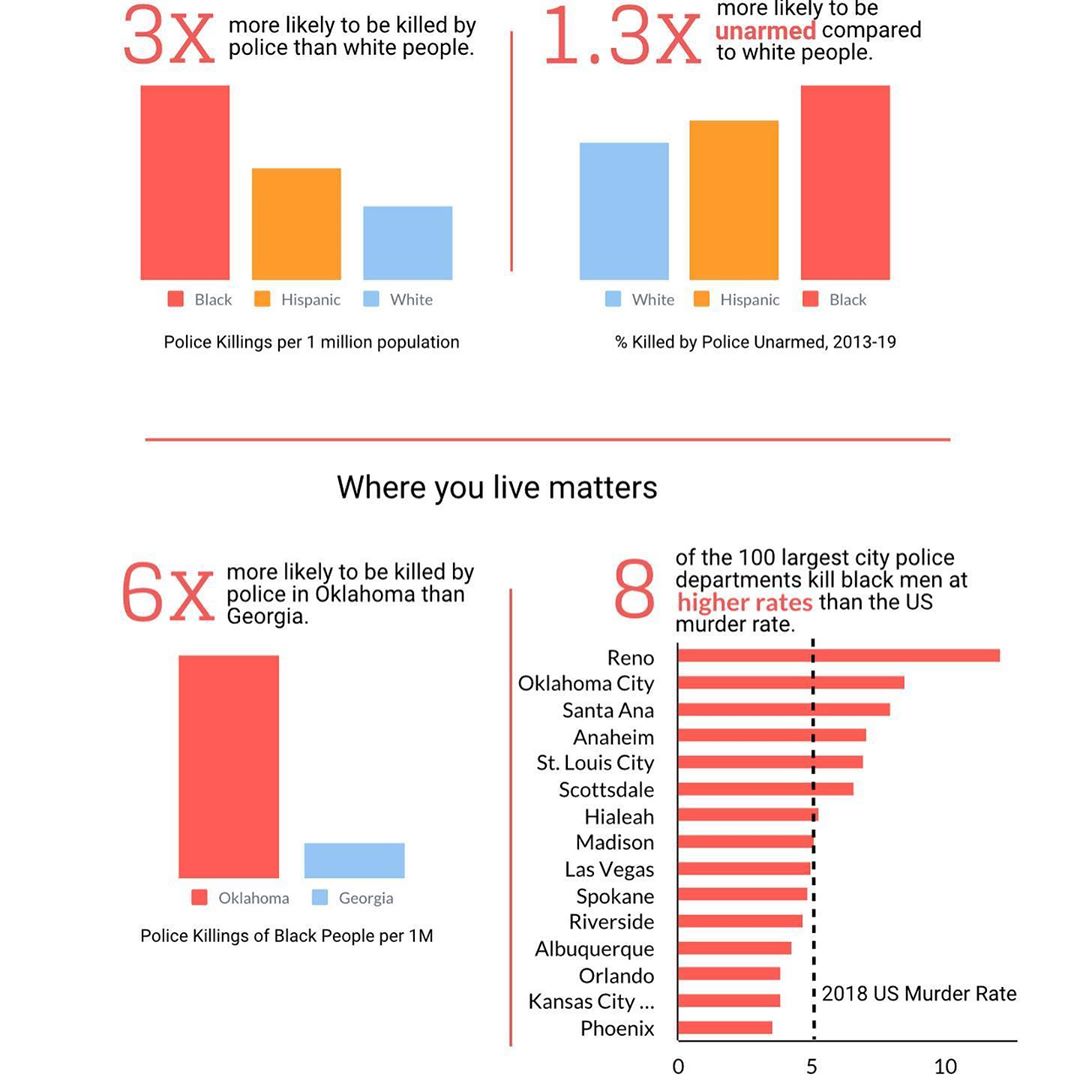 3x
more likely to be killed by
police than white people.
Black
Hispanic
White
Police Killings per 1 million population
1.3x
more likely to be
unarmed compared
to white people.
White
Hispanic
Black
% Killed by Police Unarmed, 2013-19
Where you live matters
6x
more likely to be killed by
police in Oklahoma than
Georgia.
Oklahoma
Georgia
Police Killings of Black People per 1M
8
of the 100 largest city police
departments kill black men at
higher rates than the US
murder rate.
Reno
Oklahoma City
Santa Ana
Anaheim
St. Louis City
Scottsdale
Hialeah
Madison
Las Vegas
Spokane
Riverside
Albuquerque
Orlando
Kansas City ...
Phoenix
2018 US Murder Rate
0
5
10